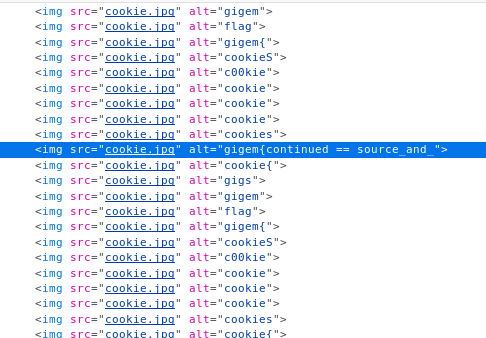 <img src="cookie.jpg" alt="gigem">
<img src="cookie.jpg" alt="flag">
<img src="cookie.jpg" alt="gigem{">
<img src="cookie.jpg" alt="cookieS">
<img src="cookie.jpg" alt="c00kie">
<img src="cookie.jpg" alt="cookie">
<img src="cookie.jpg" alt="cookie">
<img src="cookie.jpg" alt="cookie">
<img src="cookie.jpg" alt="cookies">
<img src="cookie.jpg" alt="gigem{continued == source_and_">
<img src="cookie.jpg" alt="cookie{">
<img src="cookie.jpg" alt="gigs">
<img src="cookie.jpg" alt="gigem">
<img src="cookie.jpg" alt="flag">
<img src="cookie.jpg" alt="gigem{">
<img src="cookie.jpg" alt="cookieS">
<img src="cookie.jpg" alt="c00kie">
<img src="cookie.jpg" alt="cookie">
<img src="cookie.jpg" alt="cookie">
<img src="cookie.jpg" alt="cookie">
<img src="cookie.jpg" alt="cookies">
<img src="cookie.jpg" alt="cookie{">